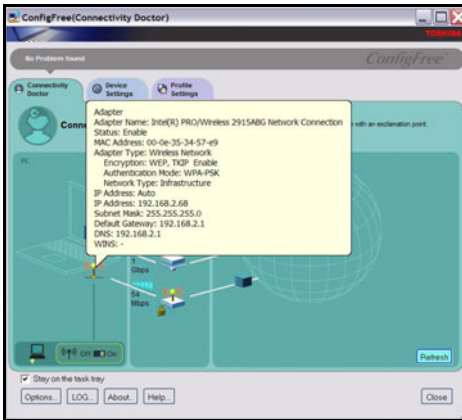 ConfigFree(Connectivity Doctor)
TOSHIBA
No Problem found
ConfigFree
Connectivity Doctor
Device Settings
Profile Settings
Conne
with an exclamation point.
Adapter
Adapter Name: Intel(R) PRO/Wireless 2915ABG Network Connection
Status: Enable
MAC Address: 00-0e-35-34-57-e9
Adapter Type: Wireless Network
Encryption: WEP, TKIP Enable
Authentication Mode: WPA-PSK
Network Type: Infrastructure
IP Address: Auto
IP Address: 192.168.2.68
Subnet Mask: 255.255.255.0
Default Gateway: 192.168.2.1
DNS: 192.168.2.1
WINS: -
PC
1
Gbps
54
Mbps
Off On
Refresh
Stay on the task tray
Options... LOG... About... Help... Close